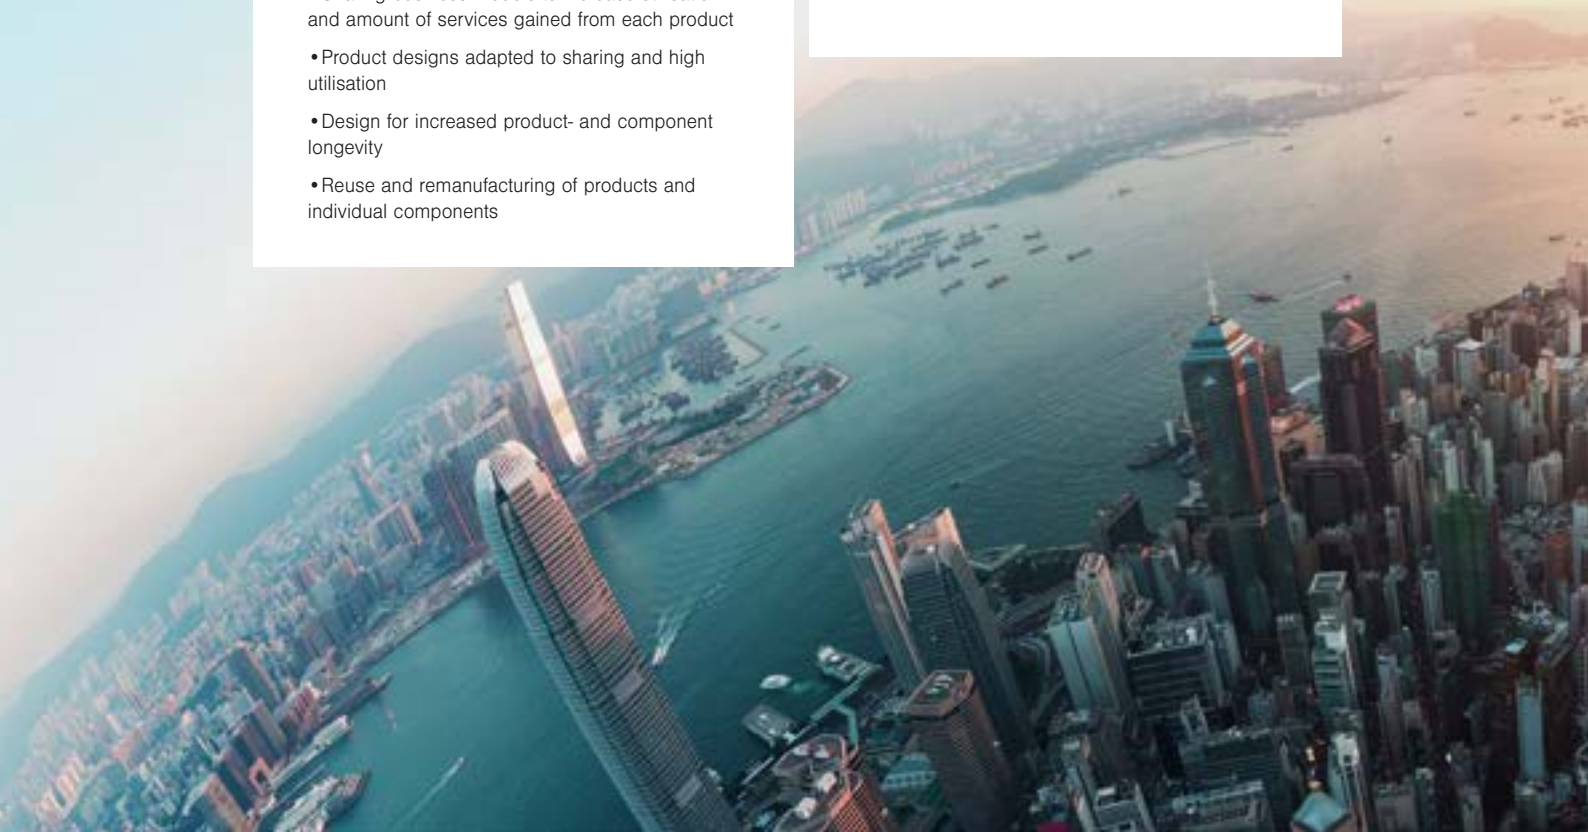 and amount of services gained from each product
•Product designs adapted to sharing and high
utilisation
•Design for increased product- and component
longevity
•Reuse and remanufacturing of products and
individual components